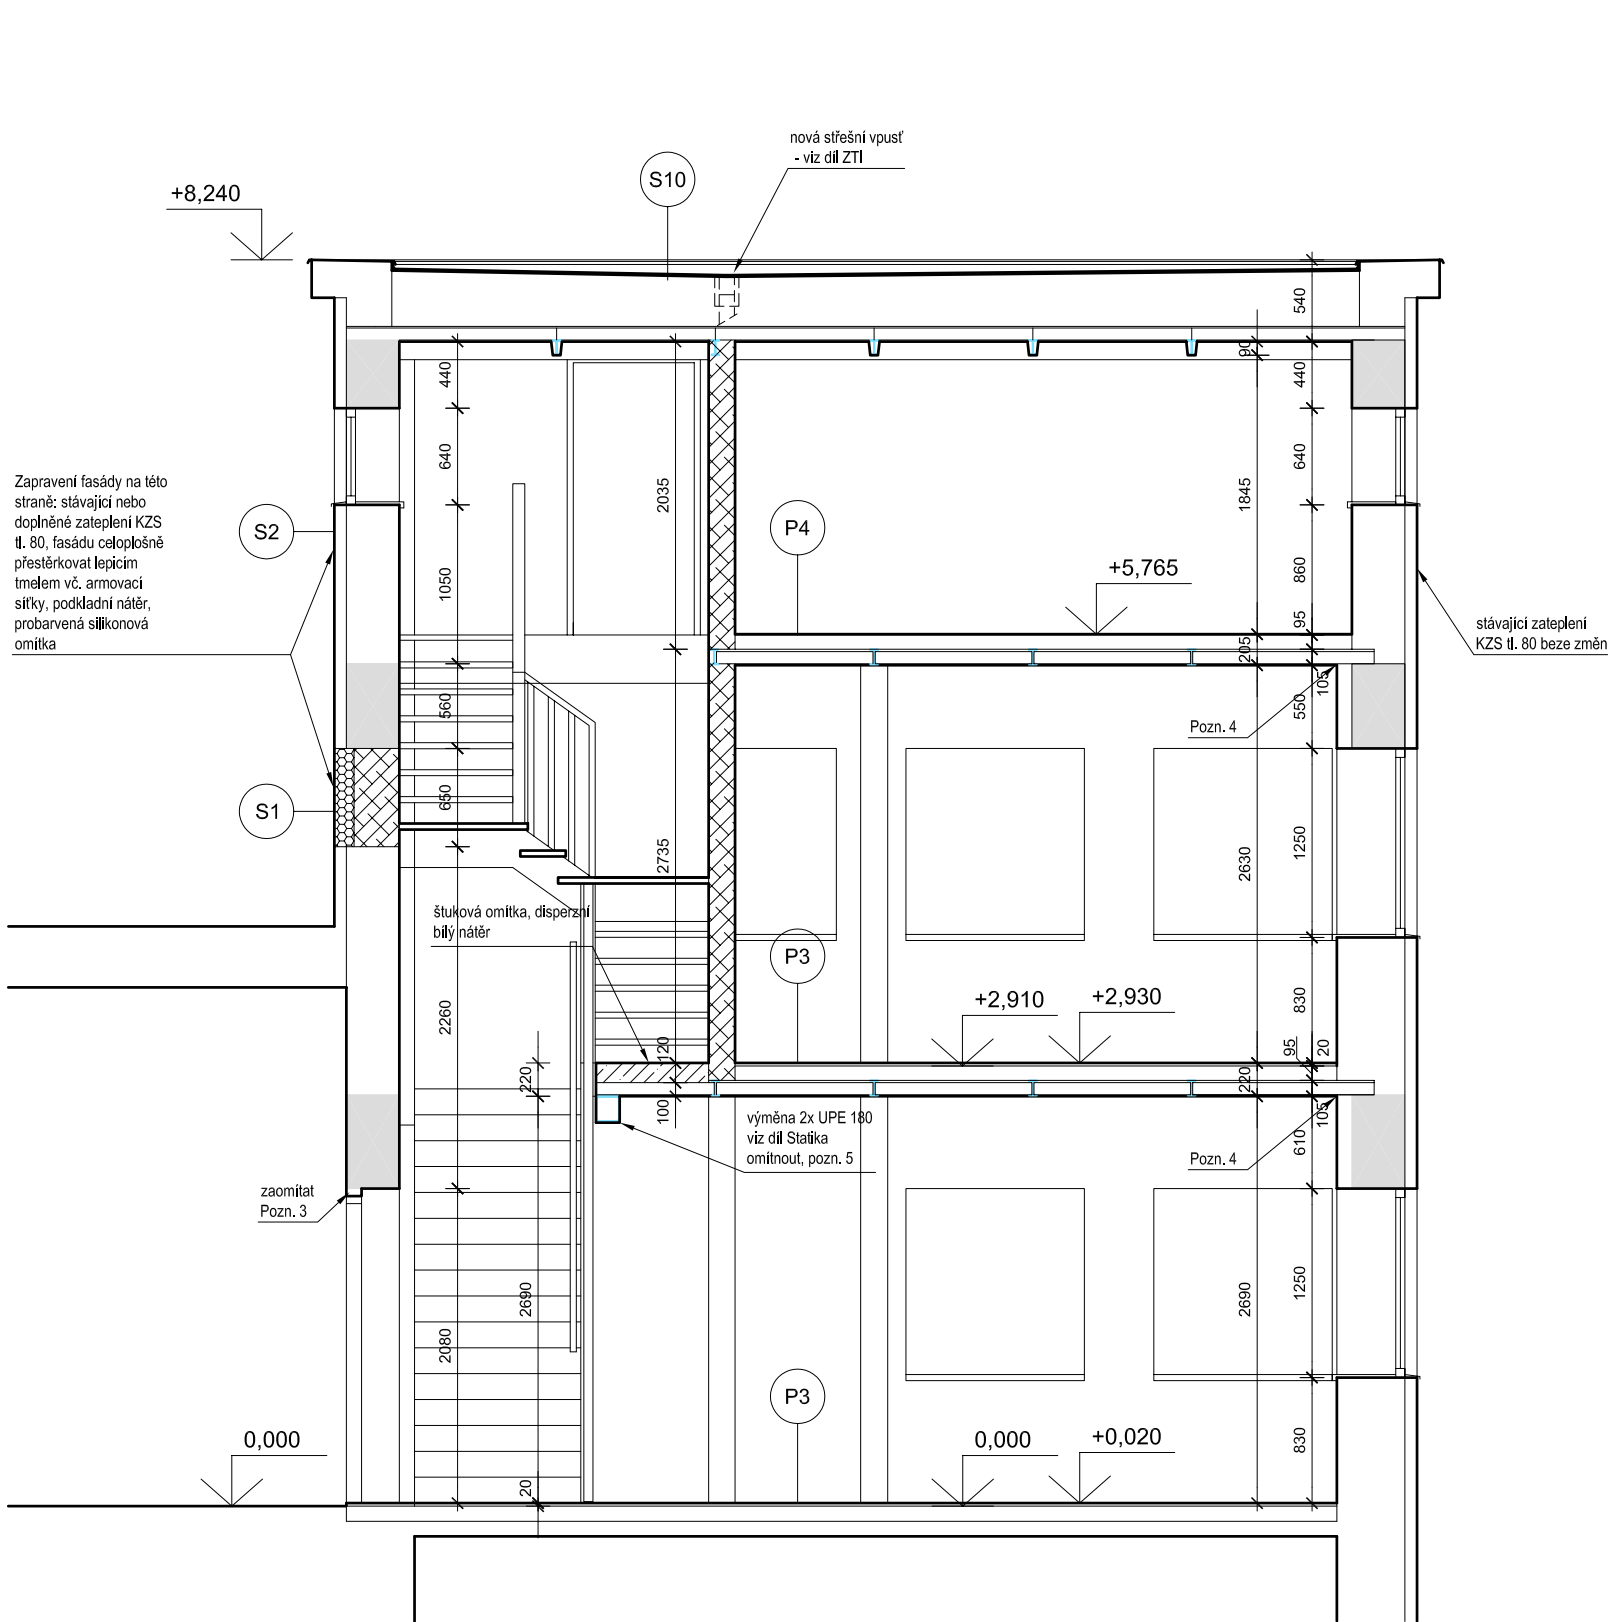 nová střešní vpusť
- viz díl ZTI
S10
+8,240
540
90
440
440
640
640
2035
1845
Zapravení fasády na této
straně: stávající nebo
doplněné zateplení KZS
tl. 80, fasádu celoplošně
přestěrkovat lepicím
tmelem vč. armovací
síťky, podkladní nátěr,
probarvená silikonová
omítka
S2
P4
+5,765
1050
860
95
stávající zateplení
KZS tl. 80 beze změn
205
105
560
550
Pozn. 4
650
S1
2735
2630
1250
štuková omítka, disperzní
bílý nátěr
P3
+2,910
+2,930
830
2260
120
95
20
220
220
100
105
výměna 2x UPE 180
viz díl Statika
omítnout, pozn. 5
610
Pozn. 4
zaomítat
Pozn. 3
2690
2690
1250
2080
P3
0,000
0,000
+0,020
830
20